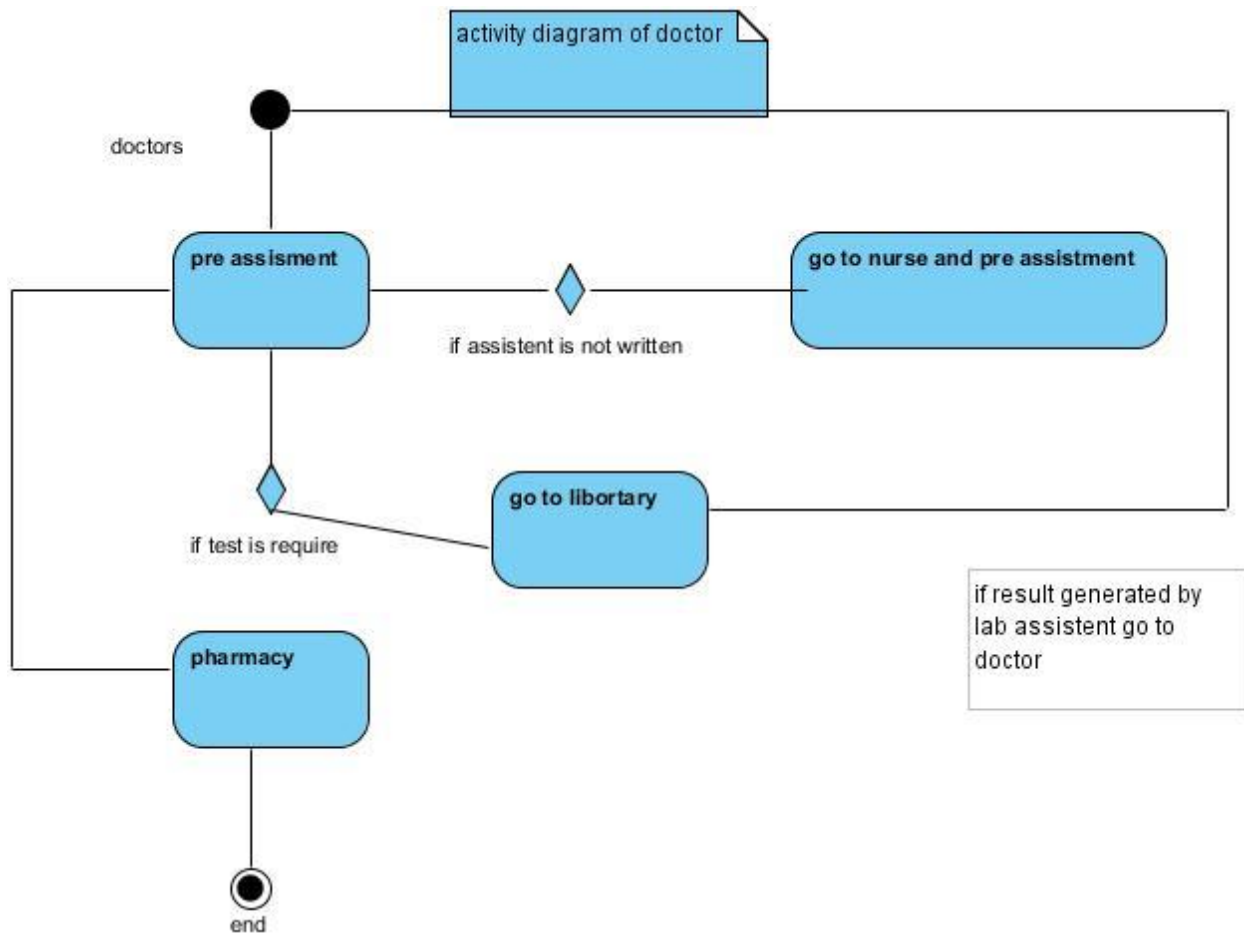 activity diagram of doctor
doctors
pre assisment
go to nurse and pre assistment
if assistent is not written
go to libortary
if test is require
if result generated by
lab assistent go to
doctor
pharmacy
end